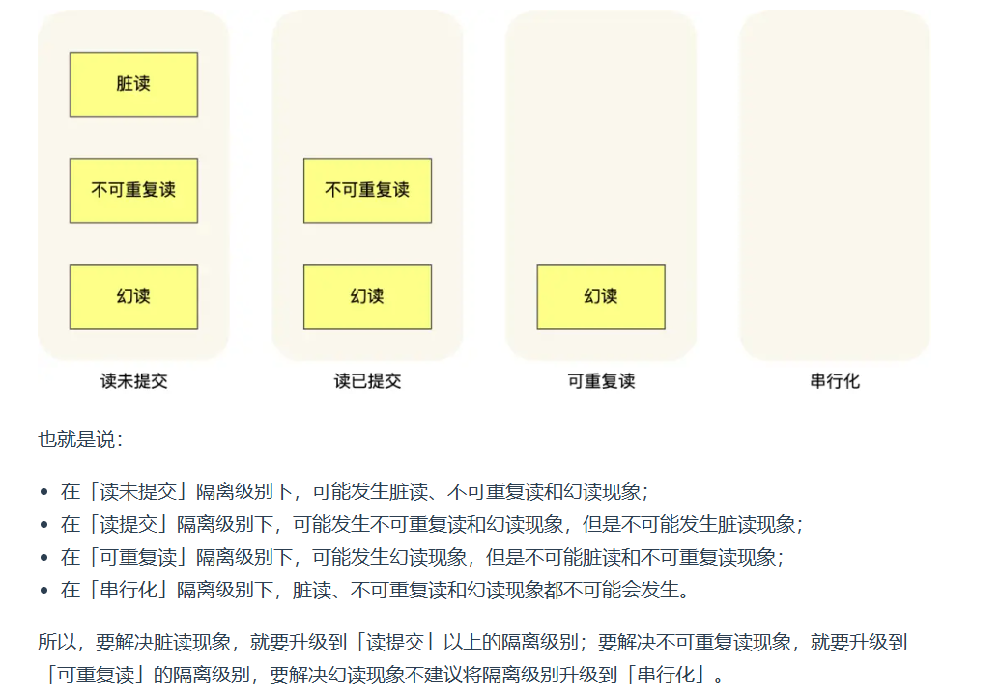 脏读
不可重复读 不可重复读
幻读 幻读 幻读
读未提交 读已提交 可重复读 串行化
也就是说：
• 在「读未提交」隔离级别下，可能发生脏读、不可重复读和幻读现象；
• 在「读提交」隔离级别下，可能发生不可重复读和幻读现象，但是不可能发生脏读现象；
• 在「可重复读」隔离级别下，可能发生幻读现象，但是不可能脏读和不可重复读现象；
• 在「串行化」隔离级别下，脏读、不可重复读和幻读现象都不可能会发生。
所以，要解决脏读现象，就要升级到「读提交」以上的隔离级别；要解决不可重复读现象，就要升级到
「可重复读」的隔离级别，要解决幻读现象不建议将隔离级别升级到「串行化」。